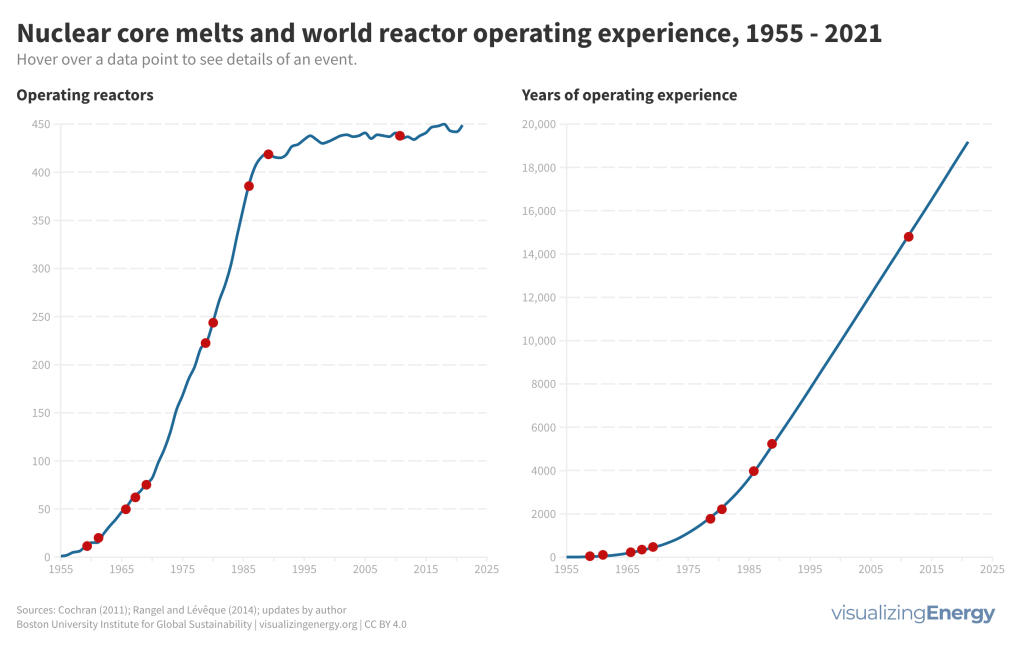 Nuclear core melts and world reactor operating experience, 1955 - 2021
Hover over a data point to see details of an event.
Operating reactors
450
400
350
300
250
200
150
100
50
0
1955 1965 1975 1985 1995 2005 2015 2025
Years of operating experience
20,000
18,000
16,000
14,000
12,000
10,000
8000
6000
4000
2000
0
1955 1965 1975 1985 1995 2005 2015 2025
Sources: Cochran (2011); Rangel and Lévêque (2014); updates by author
Boston University Institute for Global Sustainability | visualizingenergy.org | CC BY 4.0
visualizingEnergy